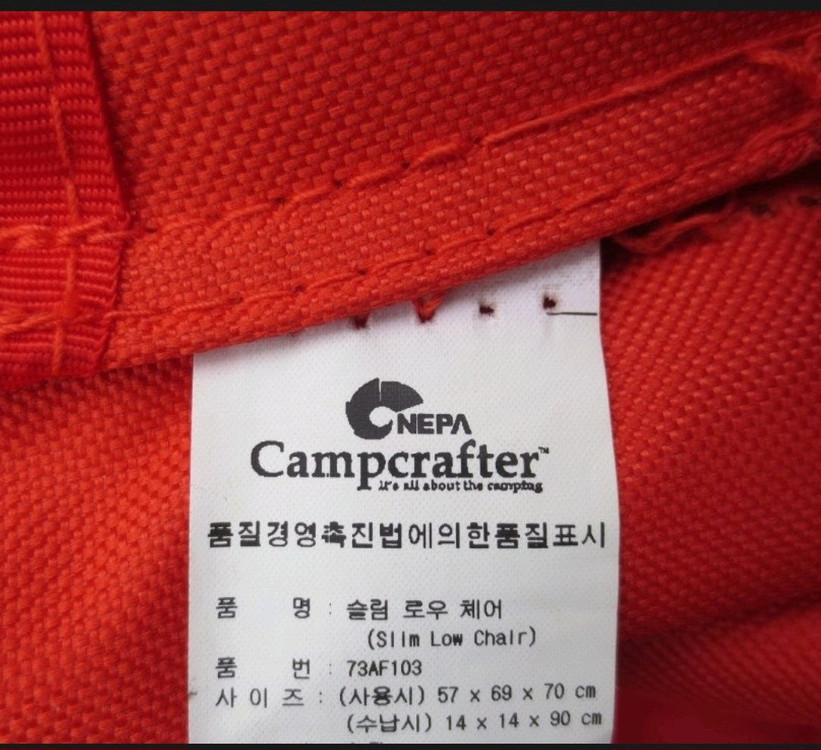 NEPA
Campcrafter™
it's all about the camping
품질경영촉진법에의한품질표시
품 명 : 슬림 로우 체어
(Slim Low Chair)
품 번 : 73AF103
사 이 즈 : (사용시) 57 x 69 x 70 cm
(수납시) 14 x 14 x 90 cm